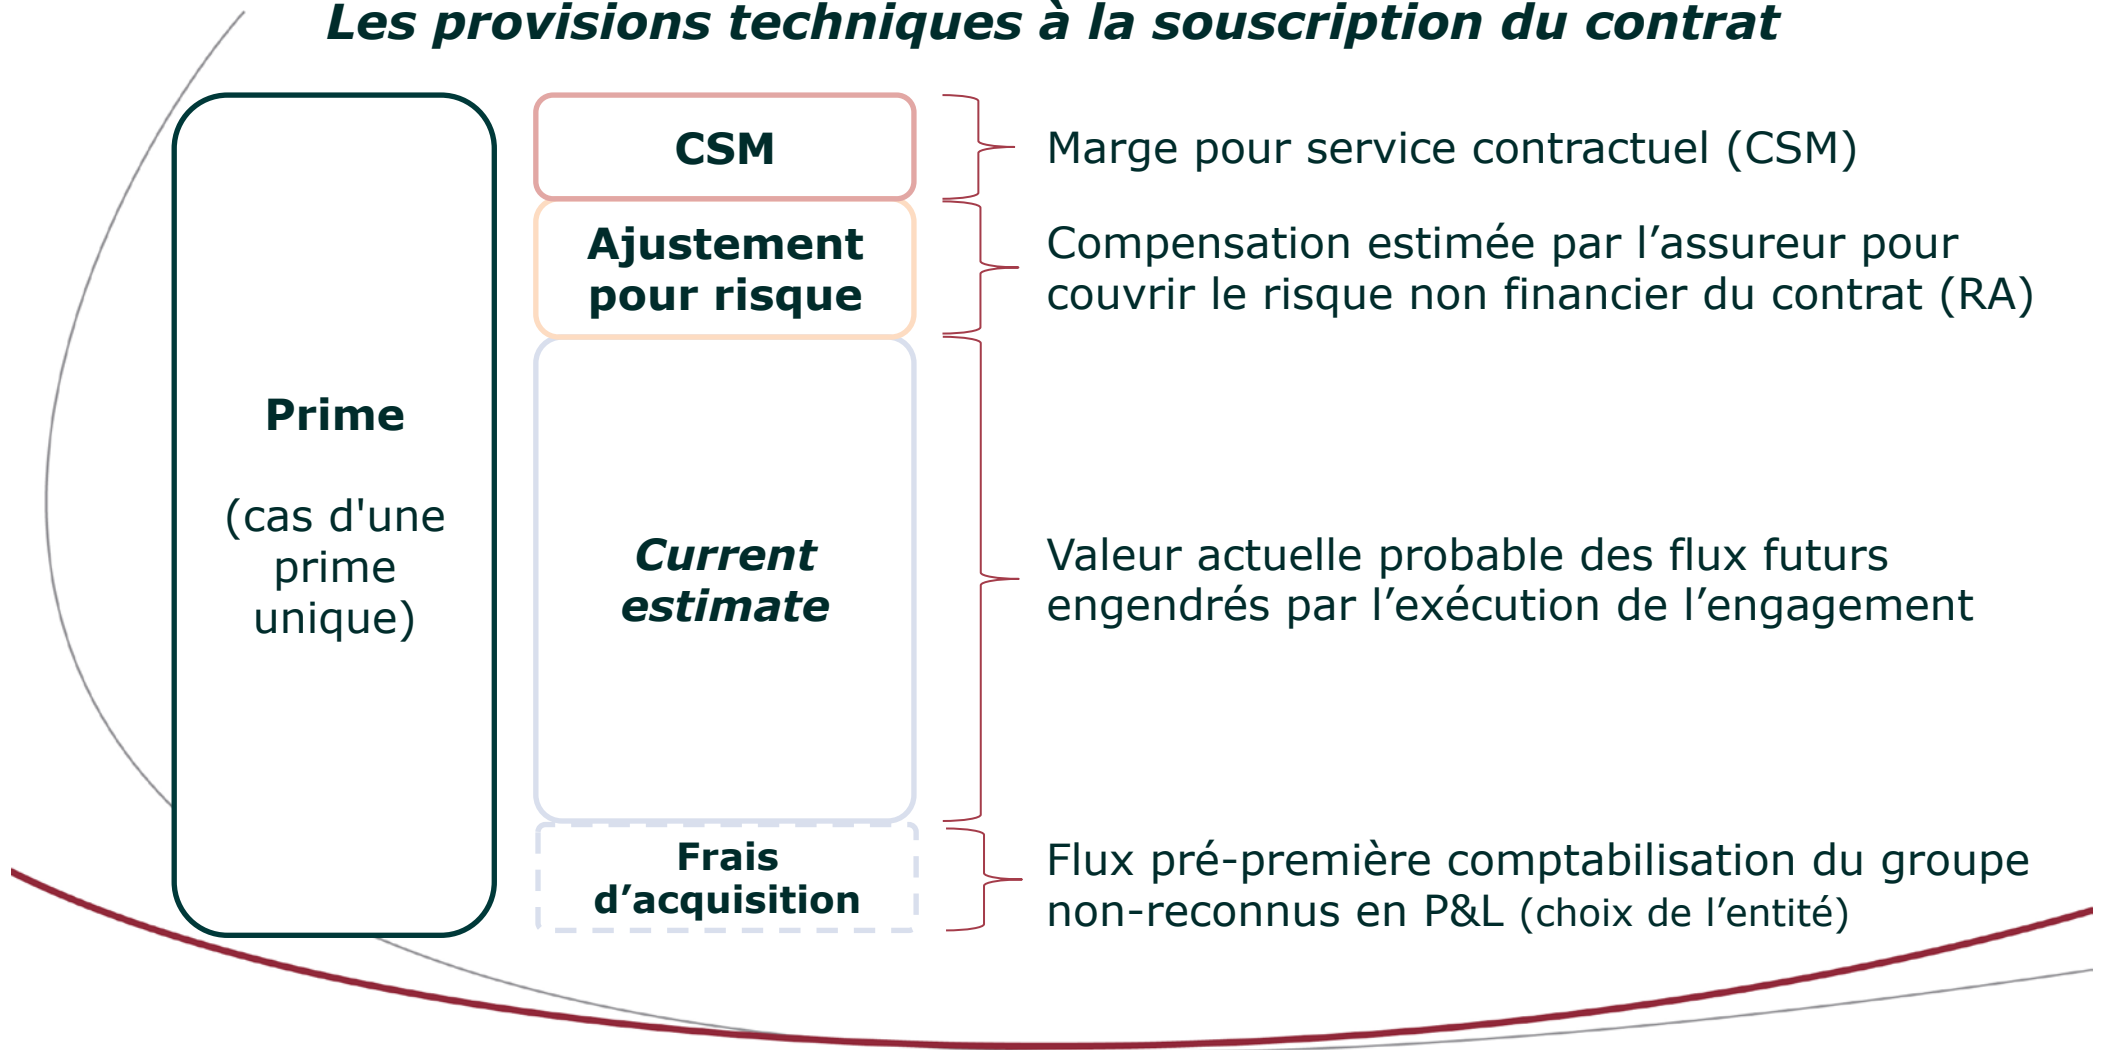 Les provisions techniques à la souscription du contrat
Prime
(cas d'une
prime
unique)
CSM
Marge pour service contractuel (CSM)
Ajustement
pour risque
Compensation estimée par l’assureur pour
couvrir le risque non financier du contrat (RA)
Current
estimate
Valeur actuelle probable des flux futurs
engendrés par l’exécution de l’engagement
Frais
d’acquisition
Flux pré-première comptabilisation du groupe
non-reconnus en P&L (choix de l’entité)